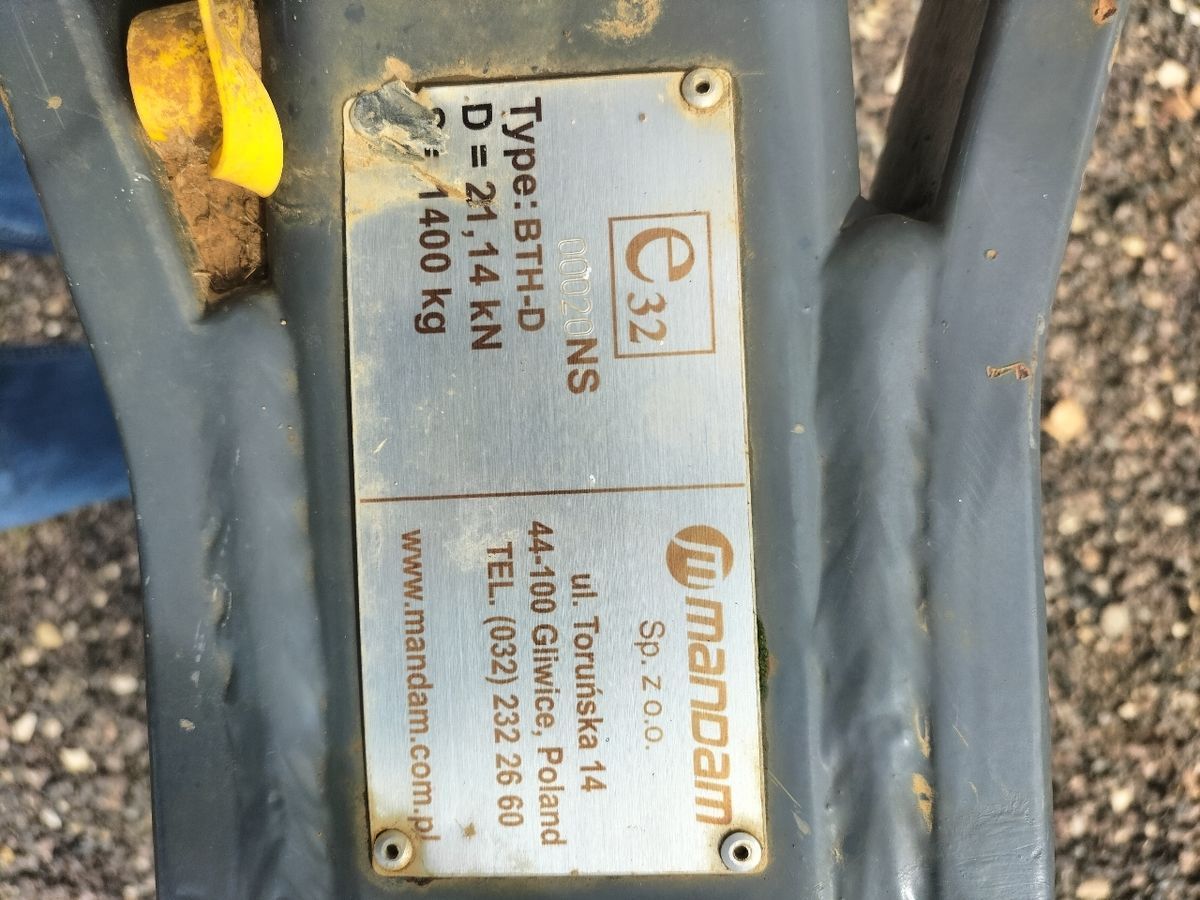 e32
00020NS
Type: BTH-D
D = 21,14 kN
1400 kg
mandam
Sp. z o.o.
ul. Toruńska 14
44-100 Gliwice, Poland
TEL. (032) 232 26 60
www.mandam.com.pl